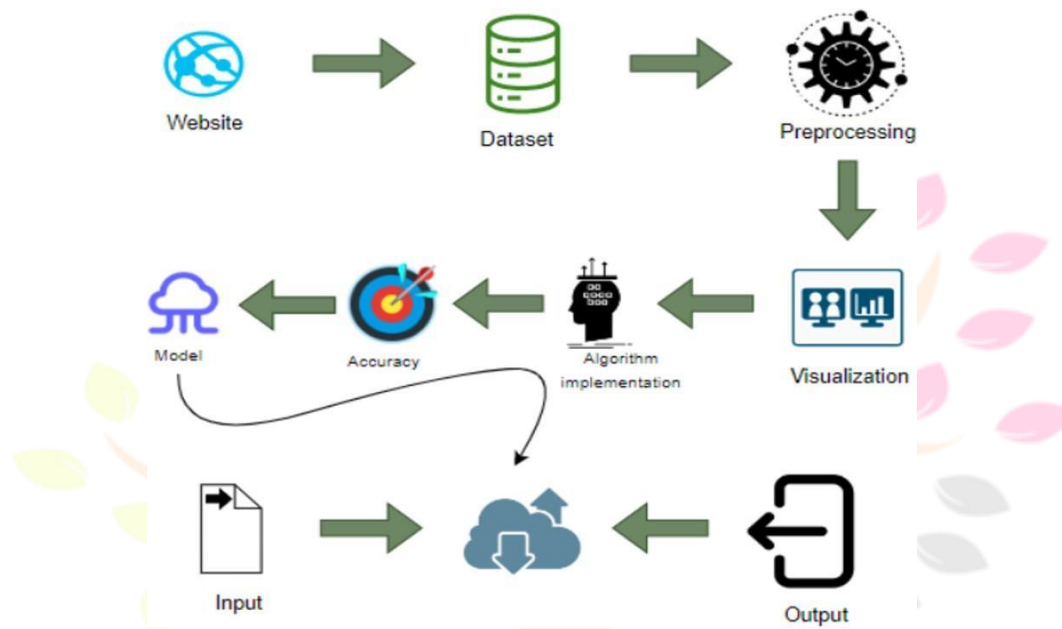 Website
Dataset
Preprocessing
Model
Accuracy
Algorithm
implementation
Visualization
Input
Output